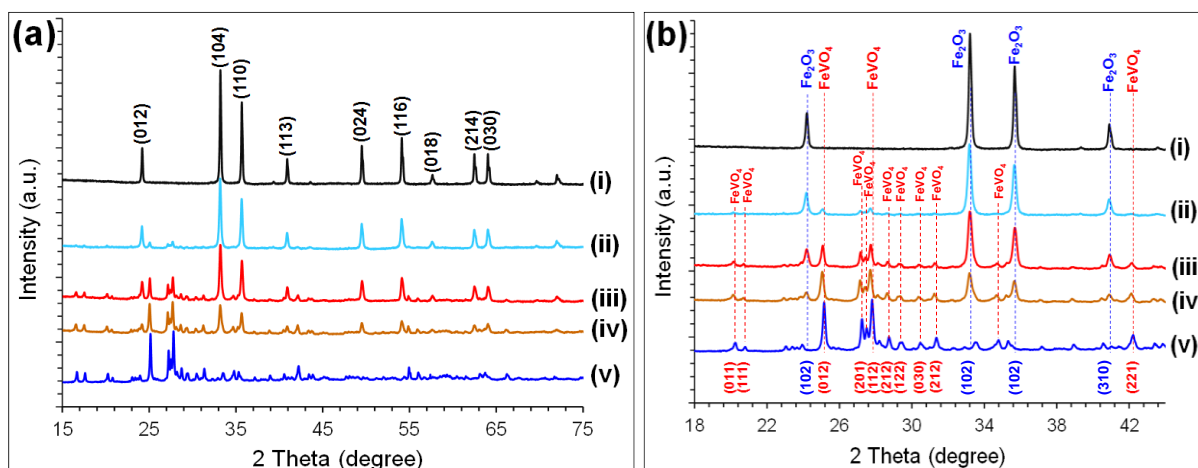 (a)
(012)
(104)
(110)
(113)
(024)
(116)
(018)
(214)
(030)
(i)
(ii)
(iii)
(iv)
(v)
Intensity (a.u.)
15 25 35 45 55 65 75
2 Theta (degree)
(b)
Fe2O3
FeVO4
FeVO4
Fe2O3
Fe2O3
Fe2O3
FeVO4
FeVO4
FeVO4
FeVO4
FeVO4
FeVO4
FeVO4
FeVO4
FeVO4
FeVO4
(i)
(ii)
(iii
(iv
(v)
(011)
(111)
(102)
(012)
(201)
(112)
(212)
(122)
(030)
(212)
(102)
(102)
(310)
(221)
Intensity (a.u.)
18 22 26 30 34 38 42
2 Theta (degree)